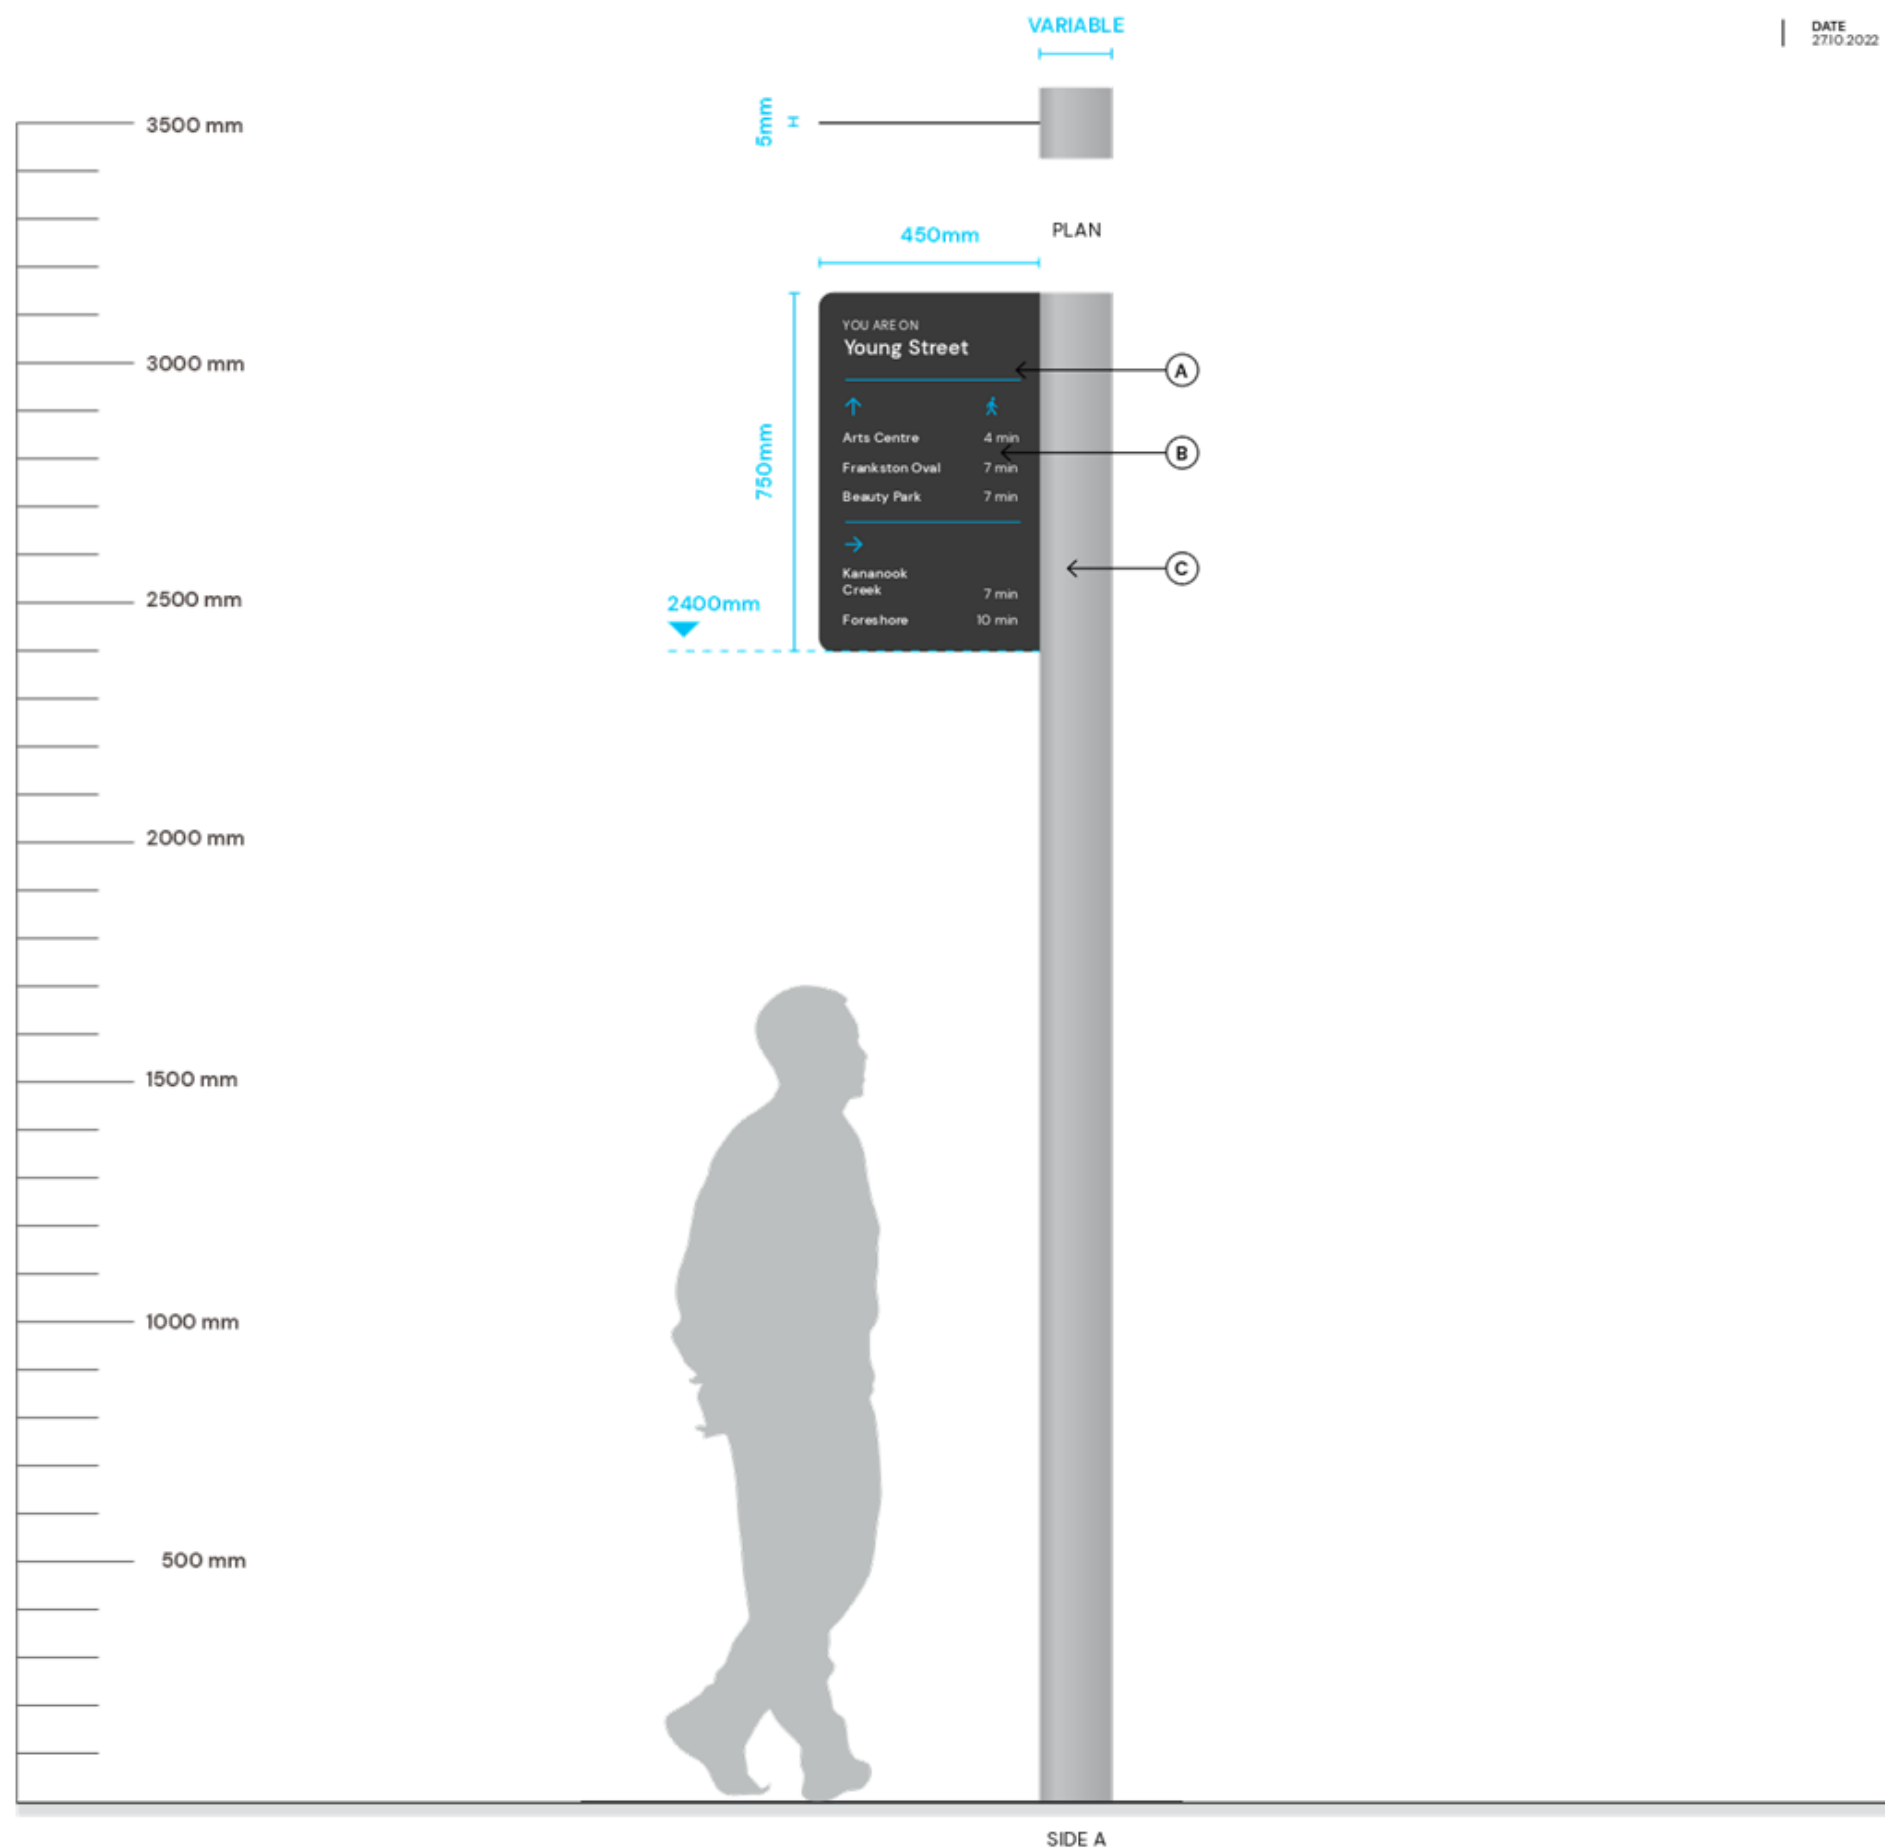 VARIABLE
DATE
27.10.2022
5mm
3500 mm
PLAN
450mm
YOU ARE ON
Young Street
3000 mm
A
Arts Centre 4 min
B
Frankston Oval 7 min
750mm
Beauty Park 7 min
C
Kananook
Creek 7 min
2500 mm
2400mm
Foreshore 10 min
2000 mm
1500 mm
1000 mm
500 mm
SIDE A